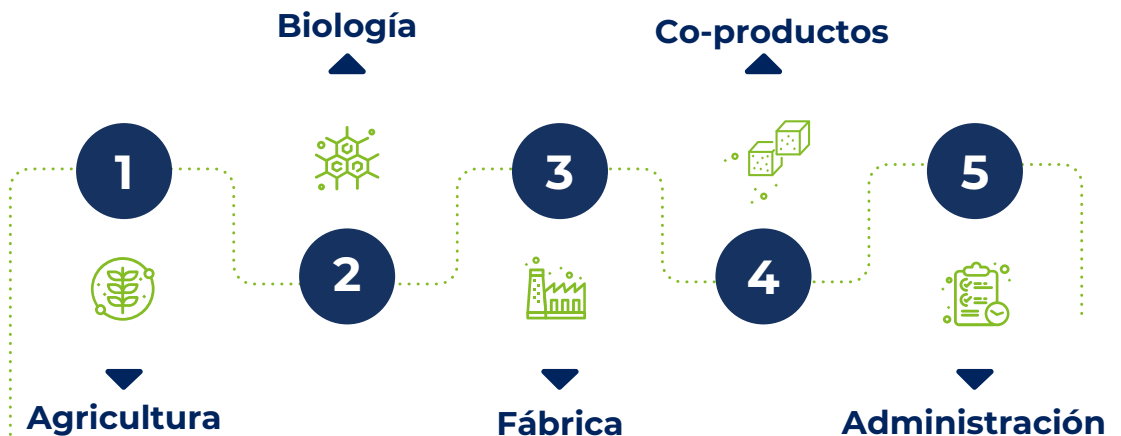 Biología
Co-productos
1
3
5
2
4
Agricultura
Fábrica
Administración